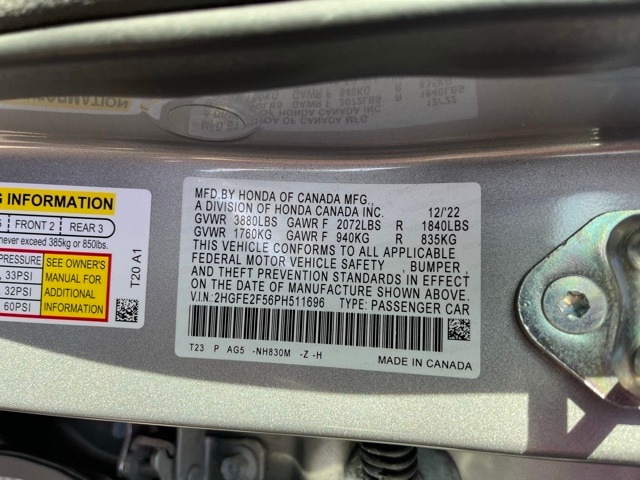 MFD BY HONDA OF CANADA MFG.,
A DIVISION OF HONDA CANADA INC. 12/'22
GVWR 3880LBS GAWR F 2072LBS R 1840LBS
GVWR 1760KG GAWR F 940KG R 835KG
THIS VEHICLE CONFORMS TO ALL APPLICABLE
FEDERAL MOTOR VEHICLE SAFETY , BUMPER,
AND THEFT PREVENTION STANDARDS IN EFFECT
ON THE DATE OF MANUFACTURE SHOWN ABOVE.
V.I.N: 2HGFE2F56PH511696 TYPE: PASSENGER CAR
T23 P AG5 -NH830M -Z -H
MADE IN CANADA
G INFORMATION
FRONT 2 REAR 3
never exceed 385kg or 850lbs.
PRESSURE
, 33PSI
, 32PSI
60PSI
SEE OWNER'S
MANUAL FOR
ADDITIONAL
INFORMATION
T20 A1